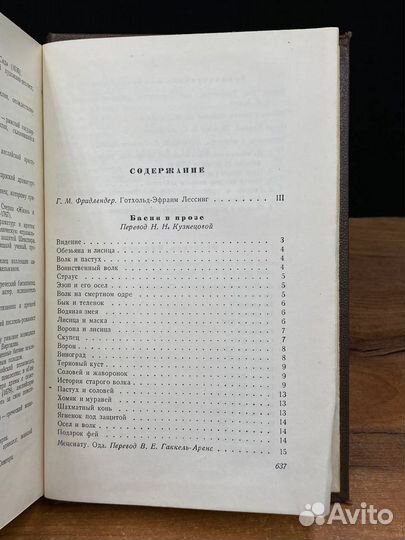 СОДЕРЖАНИЕ
Г. М. Фридлендер. Готхольд-Эфраим Лессинг . . . . . . . III
Басни в прозе
Перевод Н. Н. Кузнецовой
Видение . . . . . . . . . . 3
Обезьяна и лисица . . . . . . . . . . 4
Волк и пастух . . . . . . . . . . 4
Воинственный волк . . . . . . . . . . 4
Страус . . . . . . . . . . 5
Эзоп и его осел . . . . . . . . . . 5
Волк на смертном одре . . . . . . . . . . 5
Бык и теленок . . . . . . . . . . 6
Водяная змея . . . . . . . . . . 6
Лисица и маска . . . . . . . . . . 6
Ворона и лисица . . . . . . . . . . 7
Скупец . . . . . . . . . . 7
Ворон . . . . . . . . . . 8
Виноград . . . . . . . . . . 8
Терновый куст . . . . . . . . . . 8
Соловей и жаворонок . . . . . . . . . . 9
История старого волка . . . . . . . . . . 9
Пастух и соловей . . . . . . . . . . 13
Хомяк и муравей . . . . . . . . . . 13
Шахматный конь . . . . . . . . . . 13
Ягненок под защитой . . . . . . . . . . 13
Осел и волк . . . . . . . . . . 14
Подарок фей . . . . . . . . . . 14
Меценату. Ода. Перевод В. Е. Гаккель-Аренс . . . . . . 15
637
Avito